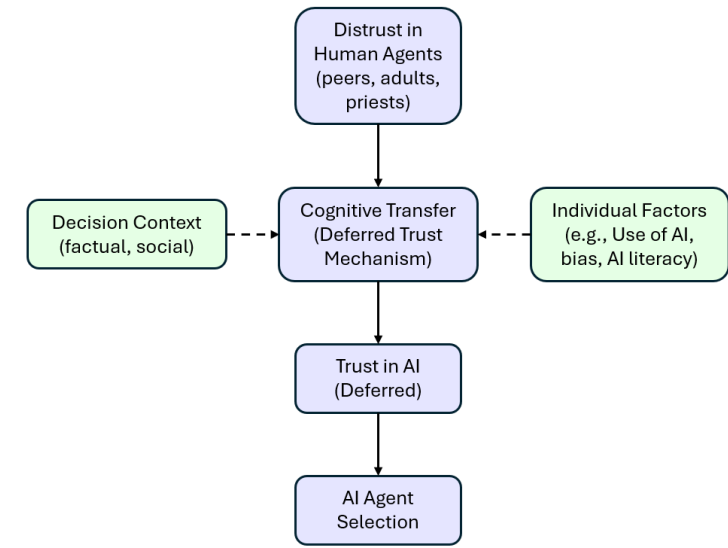 Distrust in
Human Agents
(peers, adults,
priests)
Decision Context
(factual, social)
Cognitive Transfer
(Deferred Trust
Mechanism)
Individual Factors
(e.g., Use of AI,
bias, AI literacy)
Trust in AI
(Deferred)
AI Agent
Selection